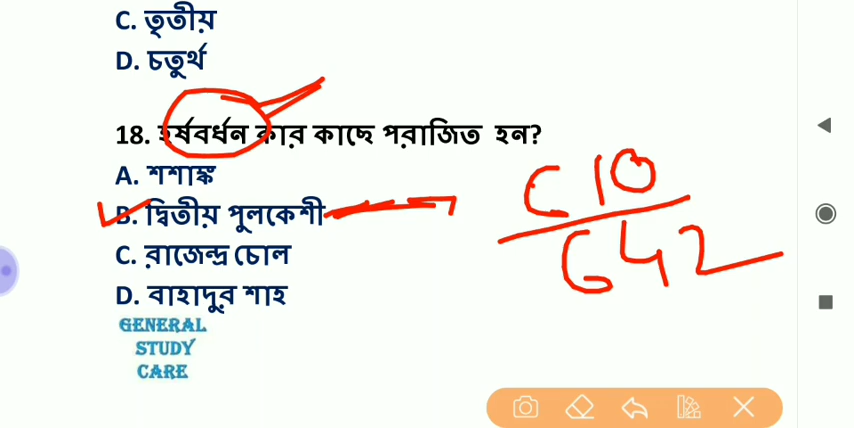 C. তৃতীয়
D. চতুর্থ
18. হর্ষবর্ধন কার কাছে পরাজিত হন?
A. শশাঙ্ক
B. দ্বিতীয় পুলকেশী
C. রাজেন্দ্র চোল
D. বাহাদুর শাহ
GENERAL
STUDY
CARE
610
642